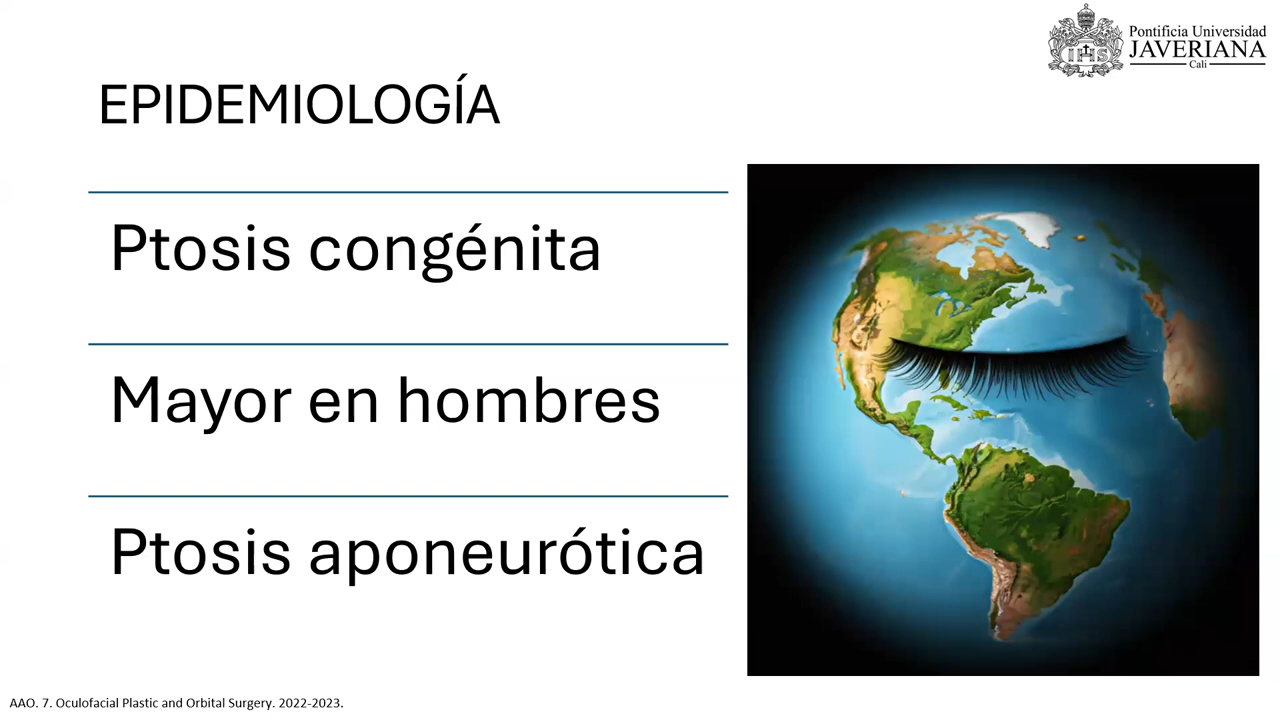 Pontificia Universidad
JAVERIANA
Cali
IHS
EPIDEMIOLOGÍA
Ptosis congénita
Mayor en hombres
Ptosis aponeurótica
AAO. 7. Oculofacial Plastic and Orbital Surgery. 2022-2023.